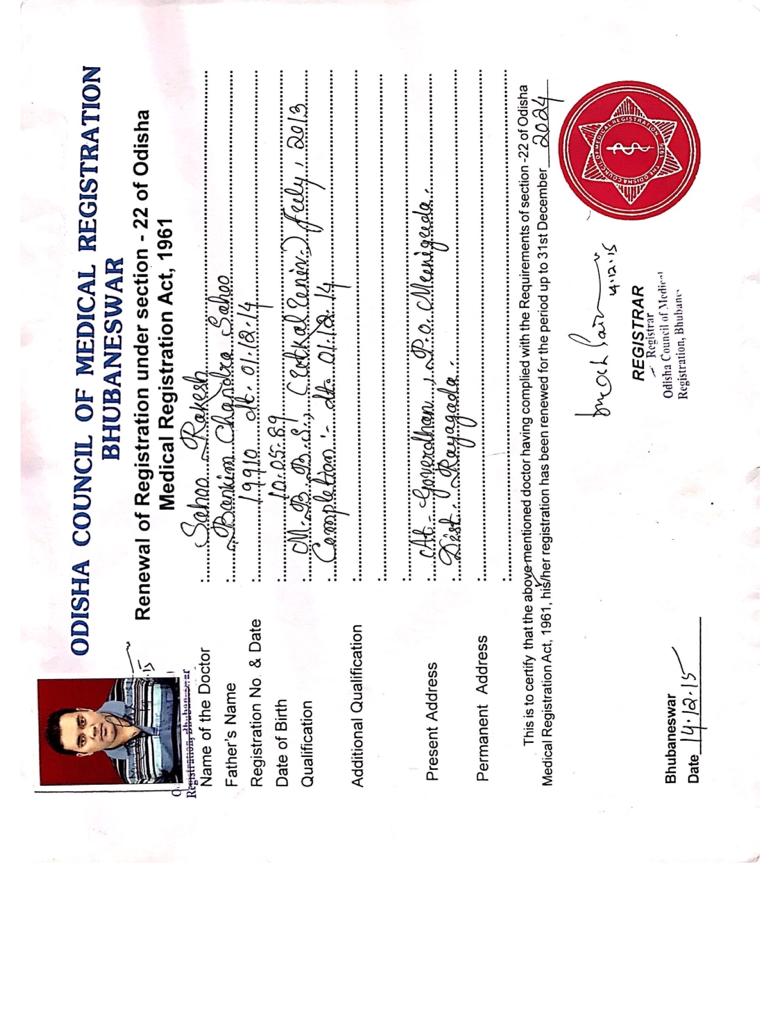 ODISHA COUNCIL OF MEDICAL REGISTRATION
BHUBANESWAR
Renewal of Registration under section - 22 of Odisha
Medical Registration Act, 1961
Registration, Bhubaneswar
Name of the Doctor : Sahoo Rakesh
Father's Name : Bankim Chandra Sahoo
Registration No. & Date : 19910 dt. 01.12.14
Date of Birth : 10.05.89
Qualification : M.B.B.S., (Utkal Univ.) July, 2013
Completion :- dt. 01.12.14
Additional Qualification :
Present Address : At:- Goverdhan, P.o. Muniguda.
Dist. Rayagada.
Permanent Address :
This is to certify that the above mentioned doctor having complied with the Requirements of section -22 of Odisha
Medical Registration Act, 1961, his/her registration has been renewed for the period up to 31st December 2024
4.12.15
REGISTRAR
Registrar
Odisha Council of Medical
Registration, Bhubans
THE ODISHA COUNCIL OF MEDICAL REGISTRATION
Bhubaneswar
Date 14.12.15